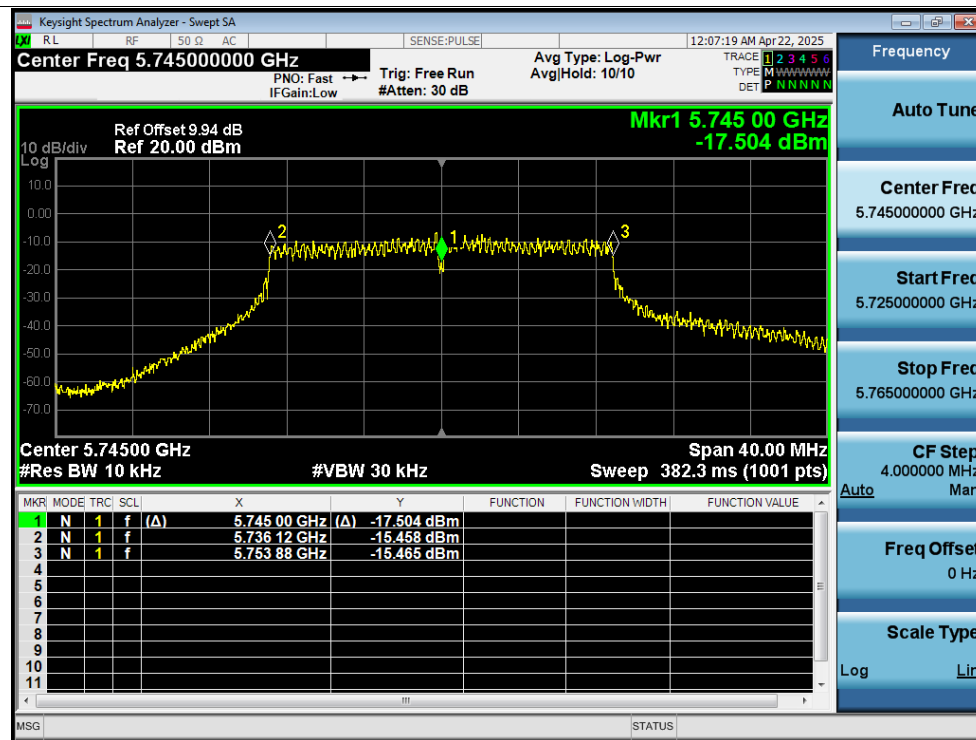 Keysight Spectrum Analyzer - Swept SA
LXI RL RF 50 Ω AC SENSE:PULSE 12:07:19 AM Apr 22, 2025
Center Freq 5.745000000 GHz
PNO: Fast
IFGain:Low
Trig: Free Run
#Atten: 30 dB
Avg Type: Log-Pwr
Avg|Hold: 10/10
TRACE 1 2 3 4 5 6
TYPE M WWWWW
DET P N N N N N
Mkr1 5.745 00 GHz
-17.504 dBm
Ref Offset 9.94 dB
10 dB/div Ref 20.00 dBm
Log
10.0
0.00
-10.0
-20.0
-30.0
-40.0
-50.0
-60.0
-70.0
2
1
3
Center 5.74500 GHz Span 40.00 MHz
#Res BW 10 kHz #VBW 30 kHz Sweep 382.3 ms (1001 pts)
MKR MODE TRC SCL X Y FUNCTION FUNCTION WIDTH FUNCTION VALUE
1 N 1 f (Δ) 5.745 00 GHz (Δ) -17.504 dBm
2 N 1 f 5.736 12 GHz -15.458 dBm
3 N 1 f 5.753 88 GHz -15.465 dBm
4
5
6
7
8
9
10
11
MSG STATUS
Frequency
Auto Tune
Center Freq
5.745000000 GHz
Start Freq
5.725000000 GHz
Stop Freq
5.765000000 GHz
CF Step
4.000000 MHz
Auto Man
Freq Offset
0 Hz
Scale Type
Log Lin